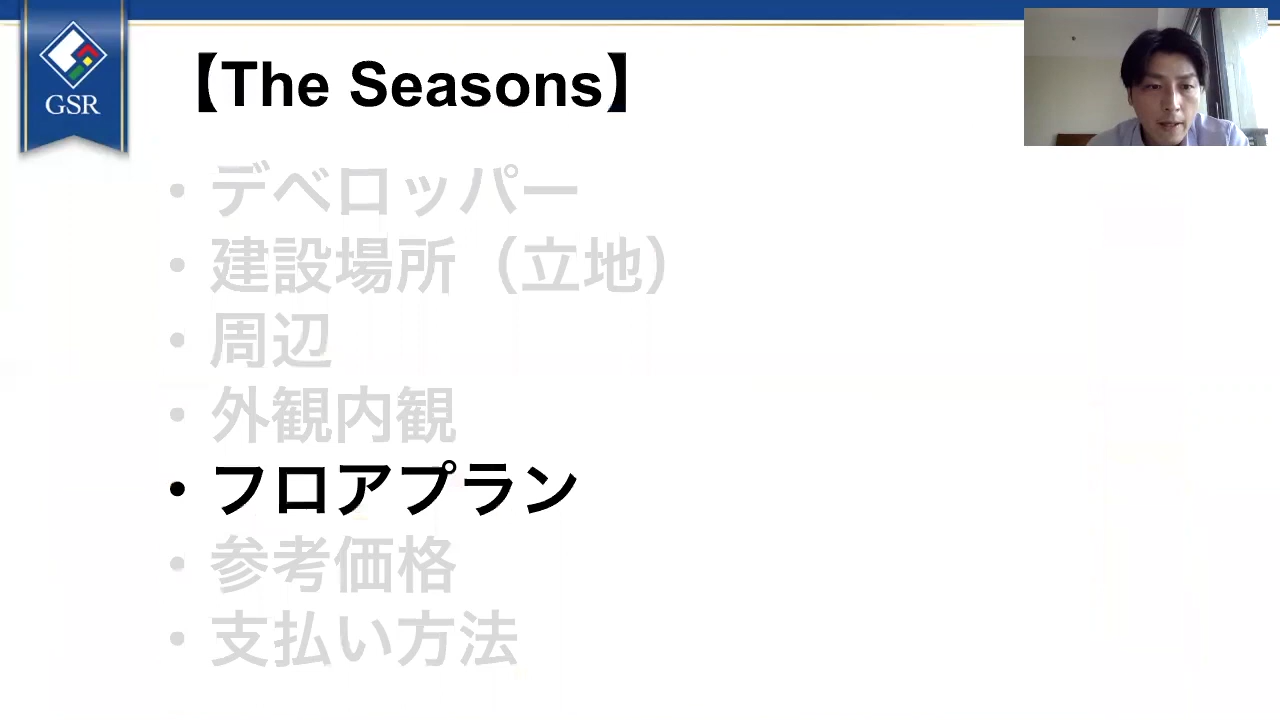 GSR
【The Seasons】
・デベロッパー
・建設場所（立地）
・周辺
・外観内観
・フロアプラン
・参考価格
・支払い方法